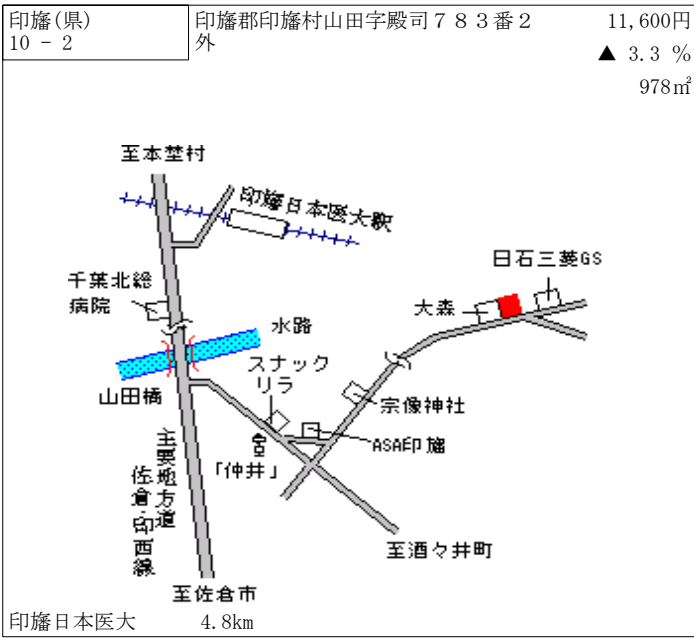 印旛(県)
10 - 2
印旛郡印旛村山田字殿司７８３番２
外
11,600円
▲ 3.3 %
978㎡
至本埜村
印旛日本医大駅
日石三菱GS
千葉北総
病院
大森
水路
スナック
リラ
山田橋
宗像神社
ASA印旛
「仲井」
主要地方道
佐倉・印西線
至酒々井町
至佐倉市
印旛日本医大
4.8km